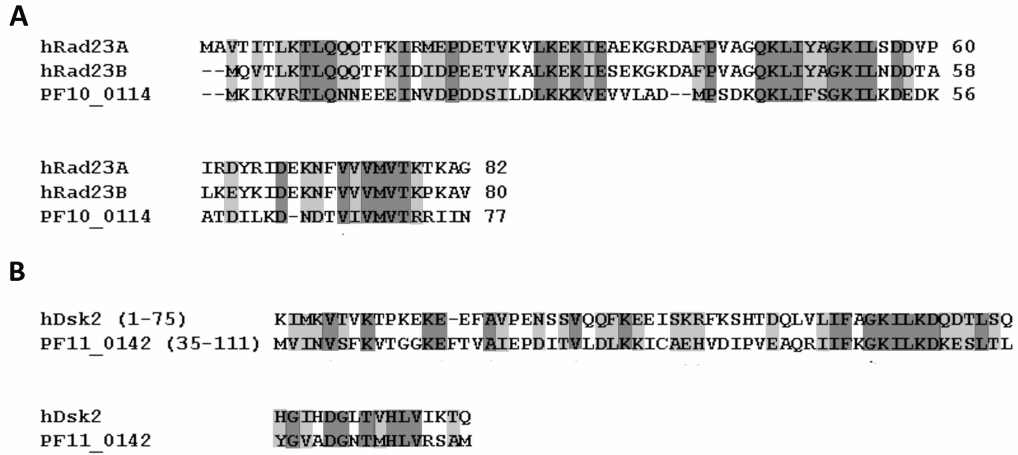 A
hRad23A MAVTITLKTLQQQTFKIRMEPDETVKVLKEKIEAEKGRDAFPVAGQKLIYAGKILSDDVP 60
hRad23B --MQVTLKTLQQQTFKIDIDPEETVKALKEKIESEKGKDAFPVAGQKLIYAGKILNDDTA 58
PF10_0114 --MKIKVRTLQNNEEEINVDPDDSILDLKKKVEVVLAD--MPSDKQKLIFSGKILKDEDK 56
hRad23A IRDYRIDEKNFVVVMVTKTKAG 82
hRad23B LKEYKIDEKNFVVVMVTKPKAV 80
PF10_0114 ATDILKD-NDTVIVMVTRRIIN 77
B
hDsk2 (1-75) KIMKVTVKTPKEKE-EFAVPENSSVQQFKEEISKRFKSHTDQLVLIFAGKILKDQDTLSQ
PF11_0142 (35-111) MVINVSFKVTGGKEFTVAIEPDITVLDLKKICAEHVDIPVEAQRIIFKGKILKDKESLTL
hDsk2 HGIHDGLTVHLVIKTQ
PF11_0142 YGVADGNTMHLVRSAM